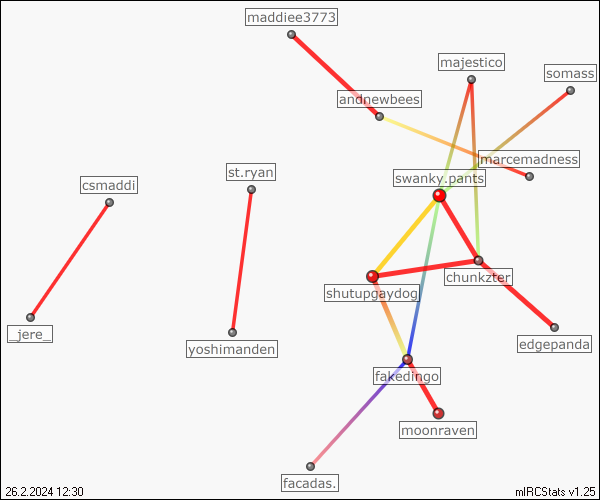 maddiee3773
majestico
somass
andnewbees
marcemadness
st.ryan
swanky.pants
csmaddi
chunkzter
shutupgaydog
_jere_
edgepanda
yoshimanden
fakedingo
moonraven
facadas.
26.2.2024 12:30
mIRCStats v1.25